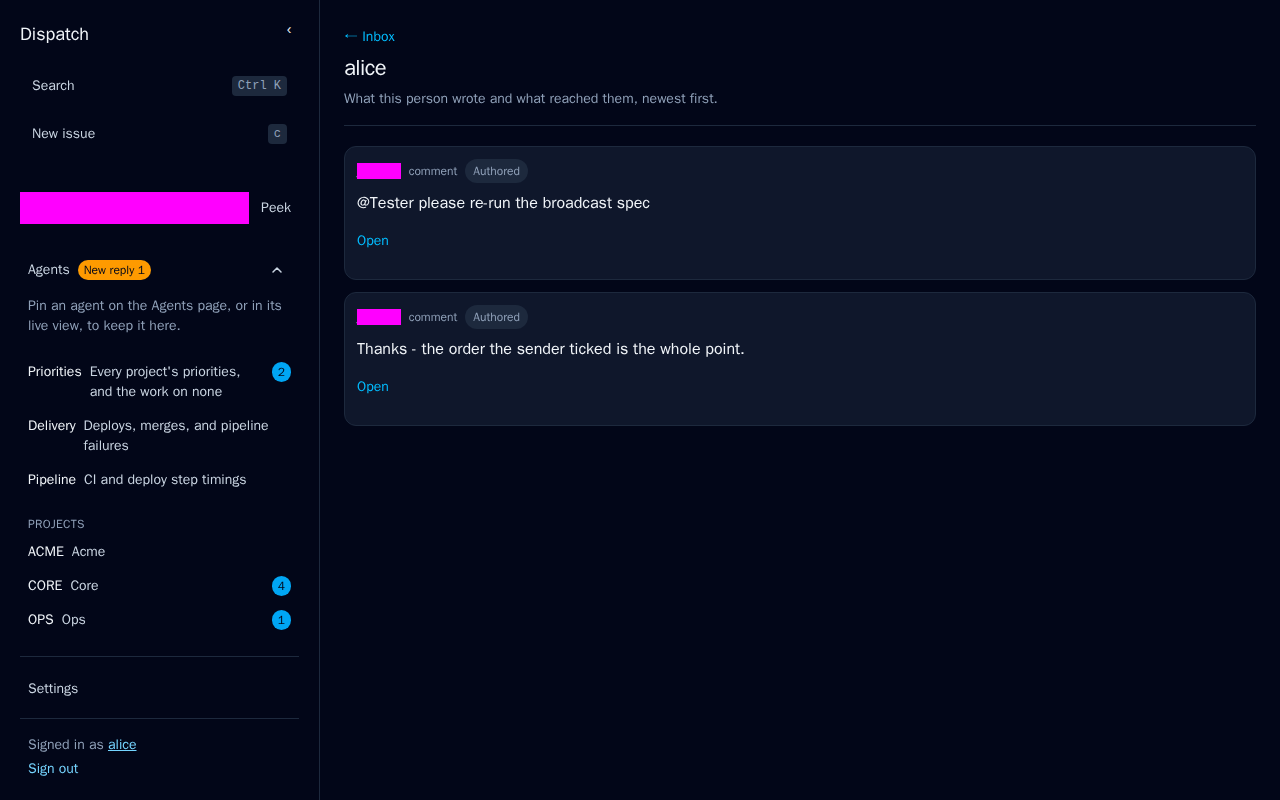 Dispatch
‹
Search
Ctrl K
New issue
c
Peek
Agents
New reply 1
Pin an agent on the Agents page, or in its
live view, to keep it here.
Priorities Every project's priorities,
and the work on none
2
Delivery Deploys, merges, and pipeline
failures
Pipeline CI and deploy step timings
PROJECTS
ACME Acme
CORE Core
4
OPS Ops
1
Settings
Signed in as alice
Sign out
← Inbox
alice
What this person wrote and what reached them, newest first.
comment Authored
@Tester please re-run the broadcast spec
Open
comment Authored
Thanks - the order the sender ticked is the whole point.
Open